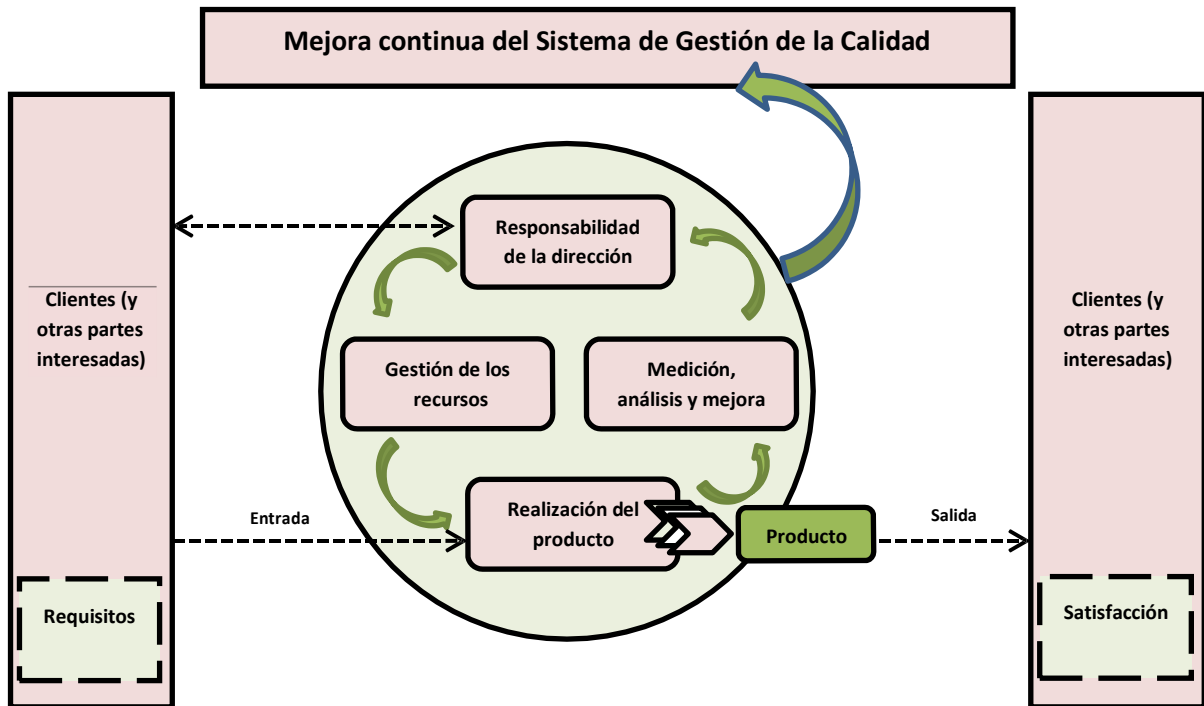 Mejora continua del Sistema de Gestión de la Calidad
Clientes (y
otras partes
interesadas)
Requisitos
Entrada
Responsabilidad
de la dirección
Gestión de los
recursos
Medición,
análisis y mejora
Realización del
producto
Producto
Salida
Clientes (y
otras partes
interesadas)
Satisfacción